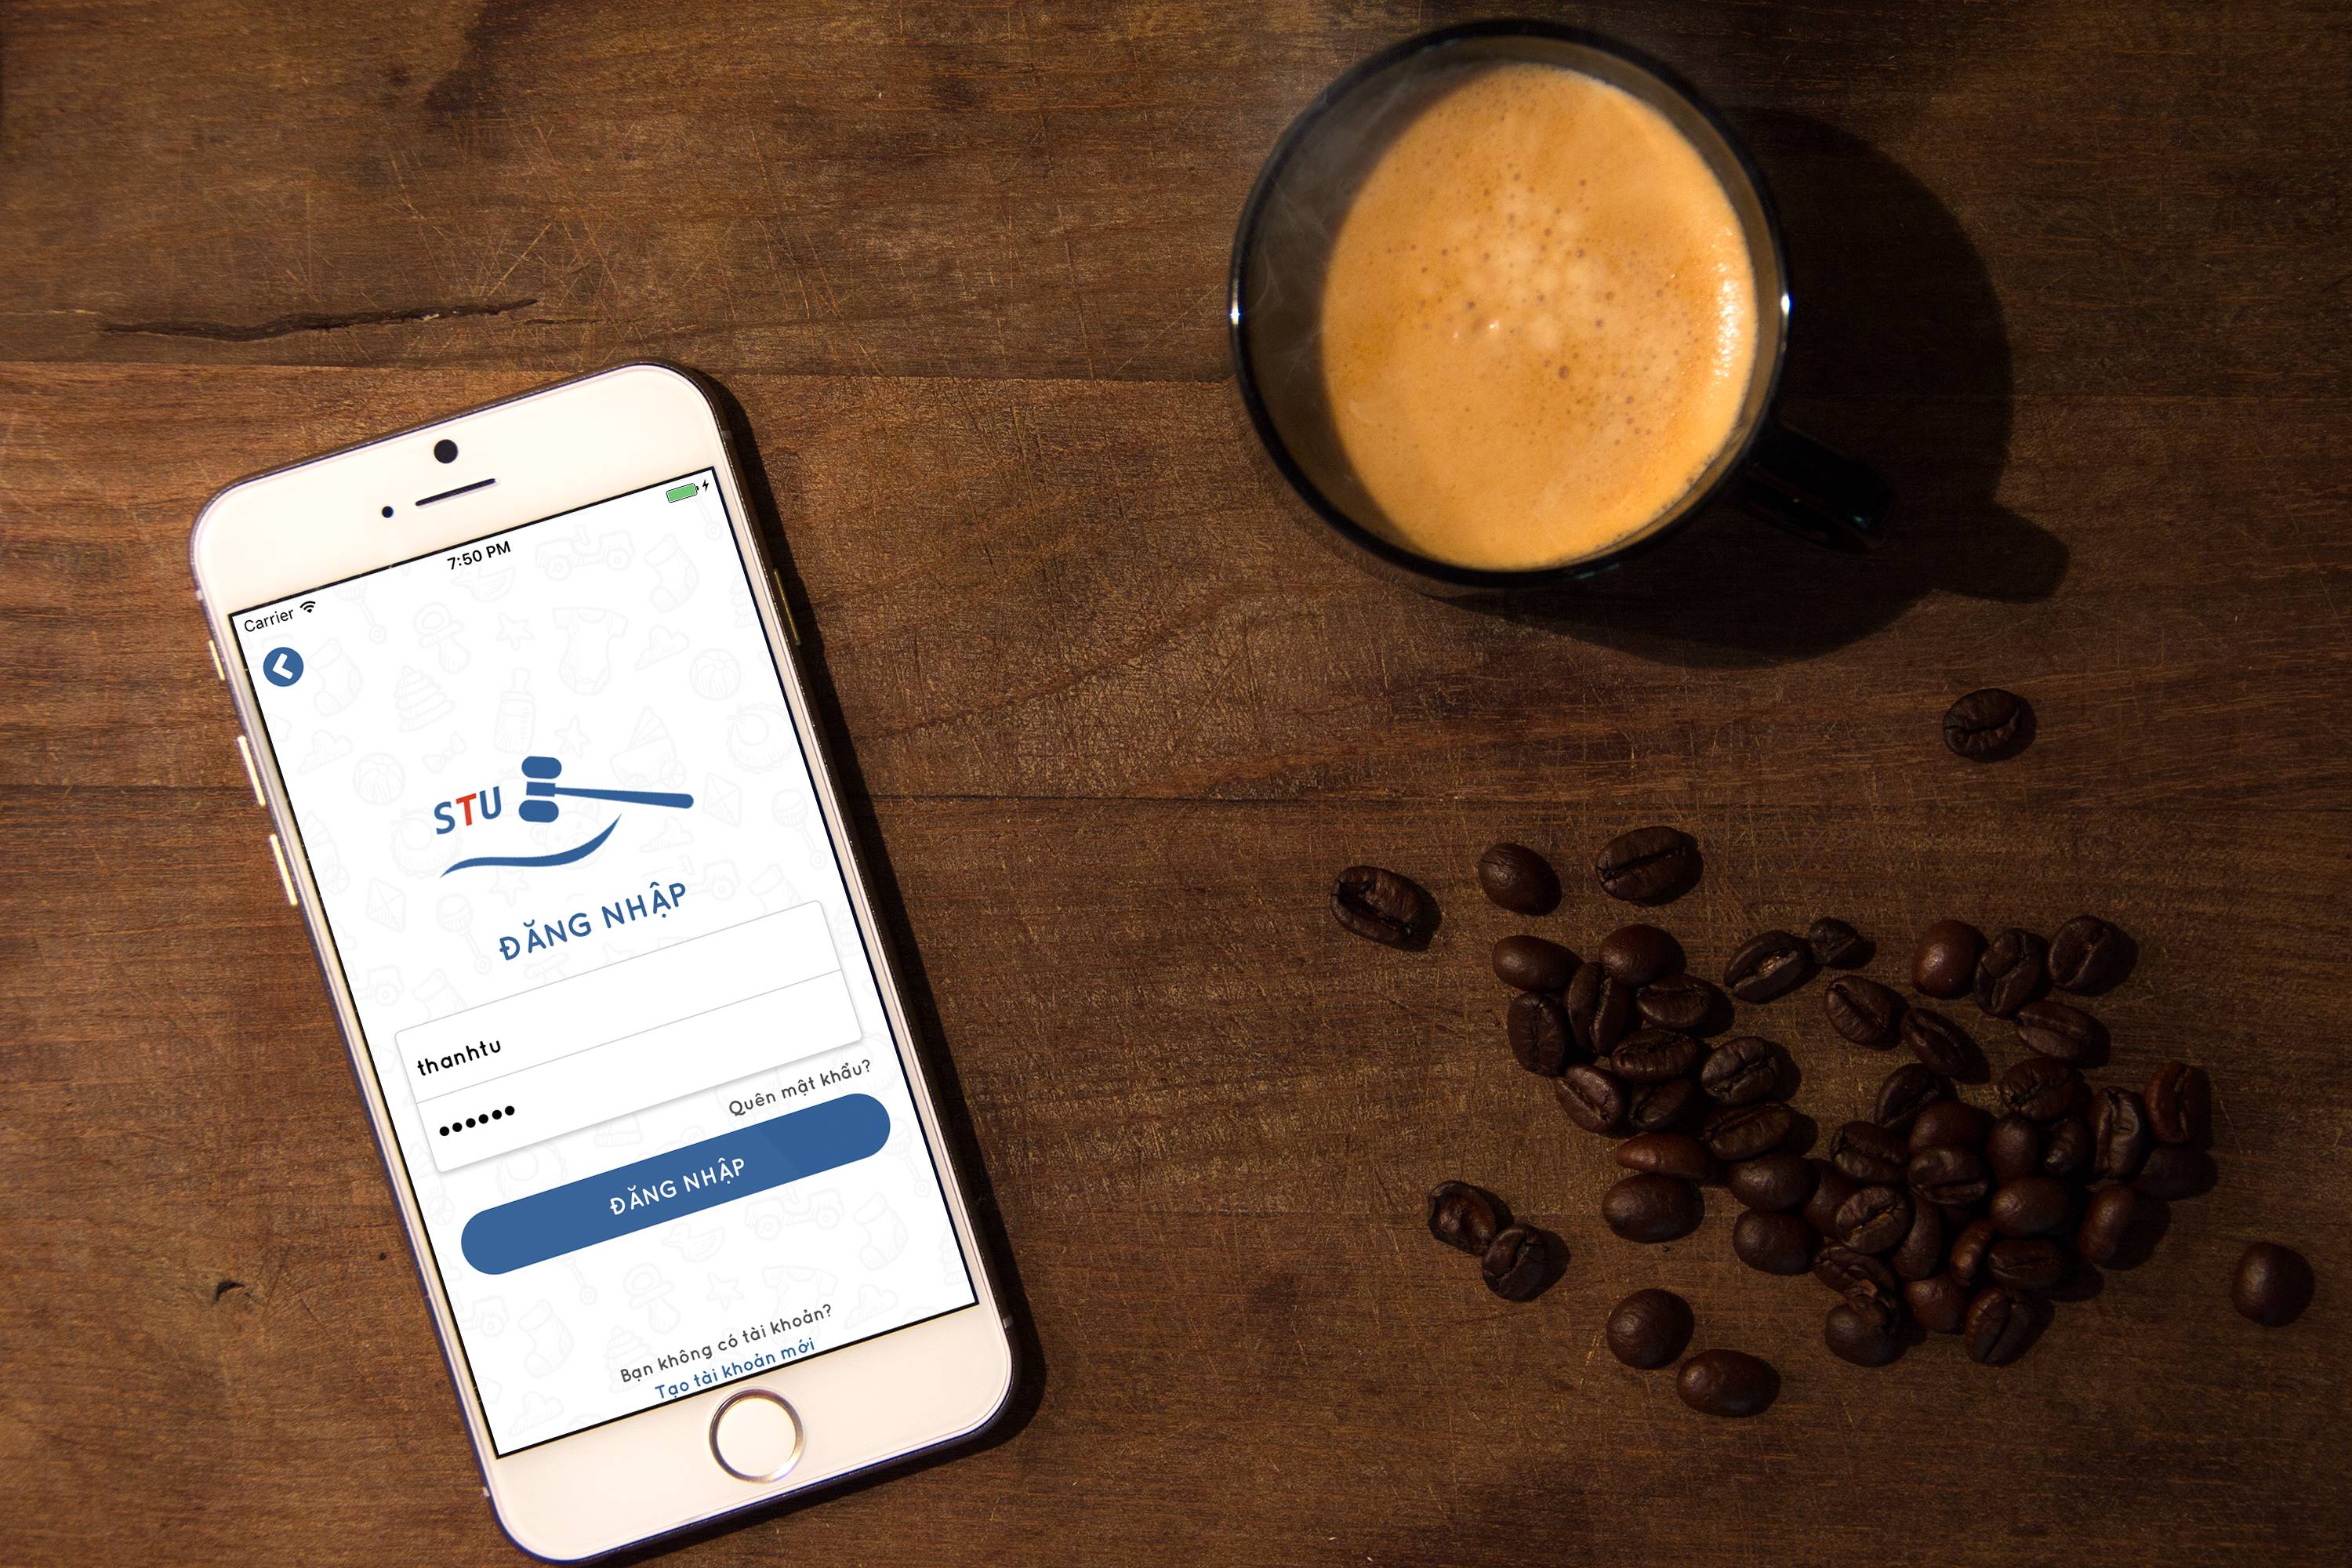 Carrier 7:50 PM
STU
ĐĂNG NHẬP
thanhtu
••••••
Quên mật khẩu?
ĐĂNG NHẬP
Bạn không có tài khoản?
Tạo tài khoản mới